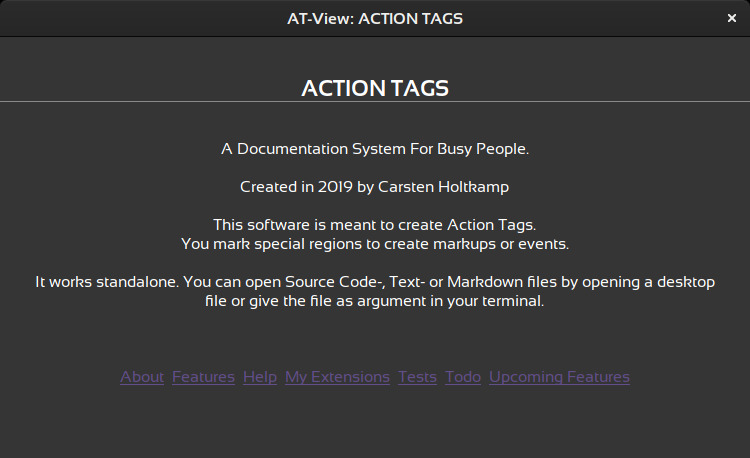 AT-View: ACTION TAGS
ACTION TAGS
A Documentation System For Busy People.
Created in 2019 by Carsten Holtkamp
This software is meant to create Action Tags.
You mark special regions to create markups or events.
It works standalone. You can open Source Code-, Text- or Markdown files by opening a desktop
file or give the file as argument in your terminal.
About Features Help My Extensions Tests Todo Upcoming Features